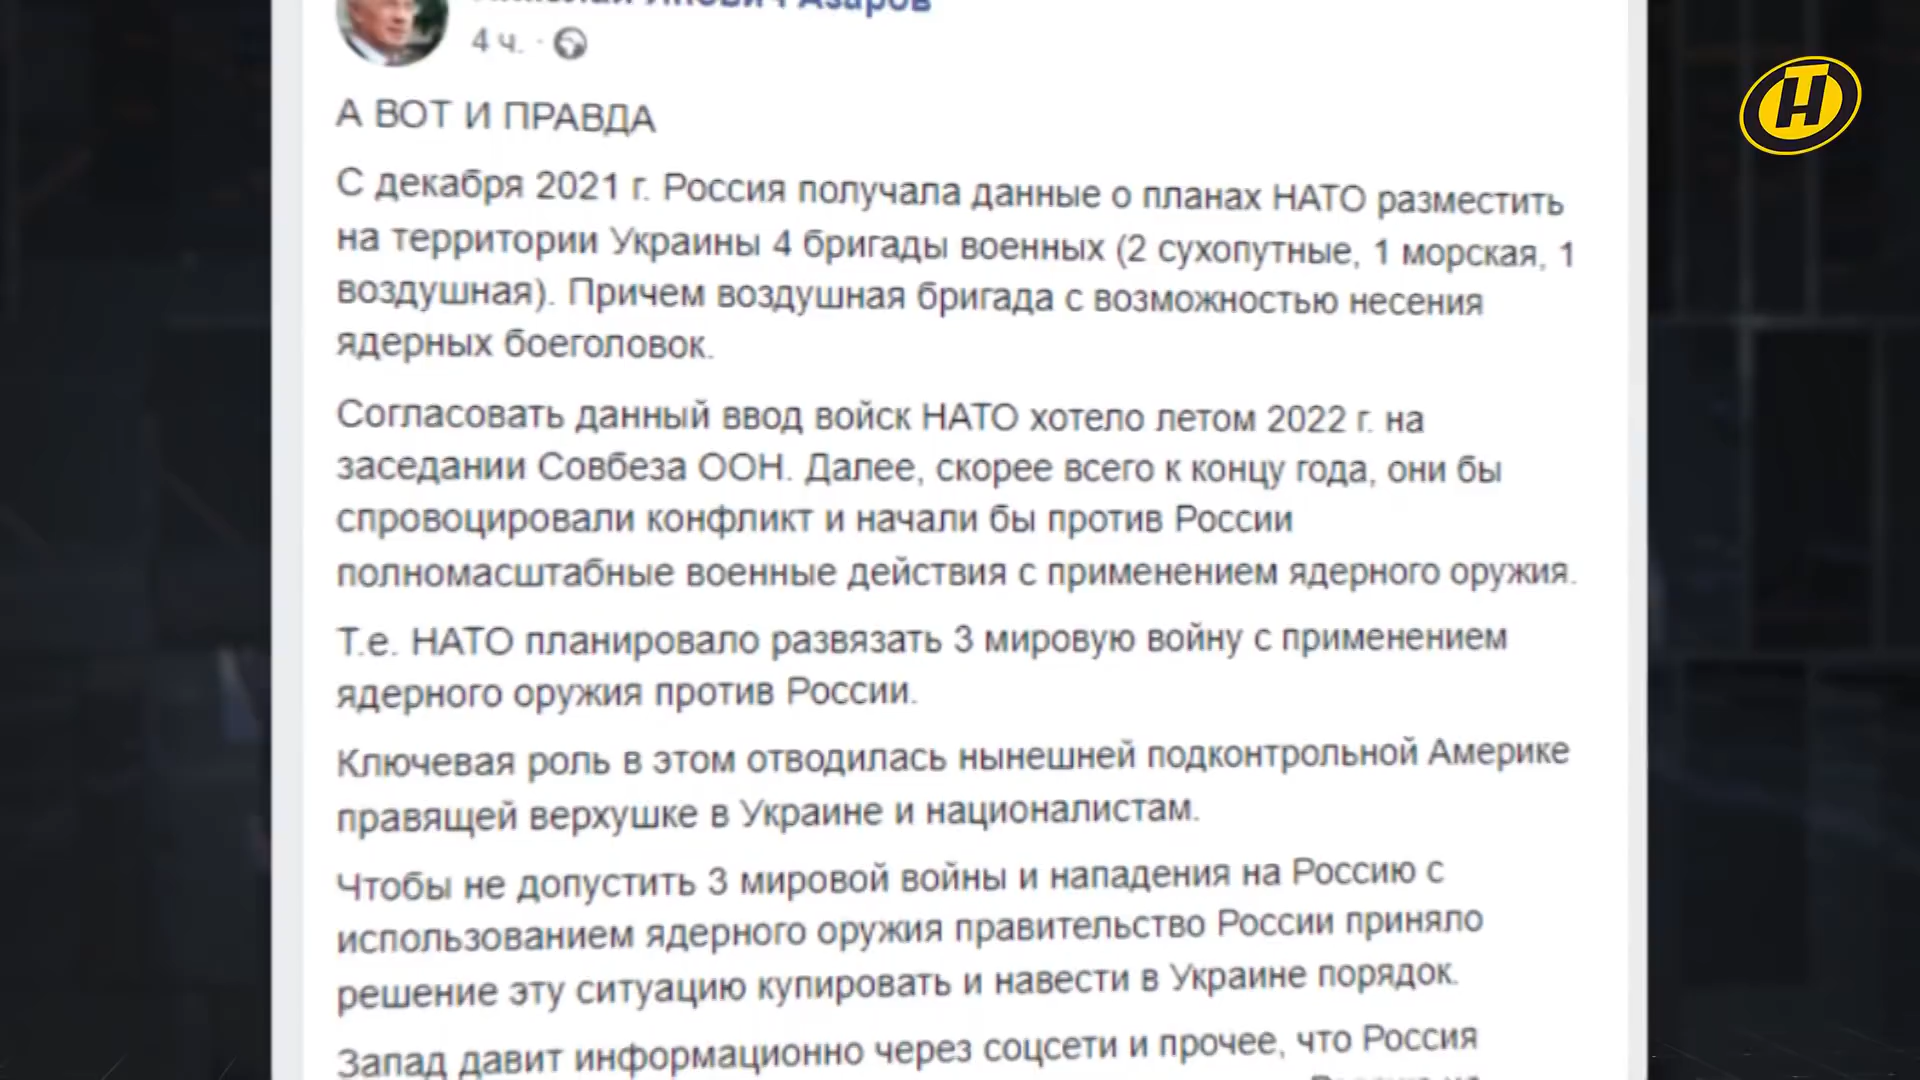 Азаров
4 ч. ·
А ВОТ И ПРАВДА
С декабря 2021 г. Россия получала данные о планах НАТО разместить
на территории Украины 4 бригады военных (2 сухопутные, 1 морская, 1
воздушная). Причем воздушная бригада с возможностью несения
ядерных боеголовок.
Согласовать данный ввод войск НАТО хотело летом 2022 г. на
заседании Совбеза ООН. Далее, скорее всего к концу года, они бы
спровоцировали конфликт и начали бы против России
полномасштабные военные действия с применением ядерного оружия.
Т.е. НАТО планировало развязать 3 мировую войну с применением
ядерного оружия против России.
Ключевая роль в этом отводилась нынешней подконтрольной Америке
правящей верхушке в Украине и националистам.
Чтобы не допустить 3 мировой войны и нападения на Россию с
использованием ядерного оружия правительство России приняло
решение эту ситуацию купировать и навести в Украине порядок.
Запад давит информационно через соцсети и прочее, что Россия
ТН